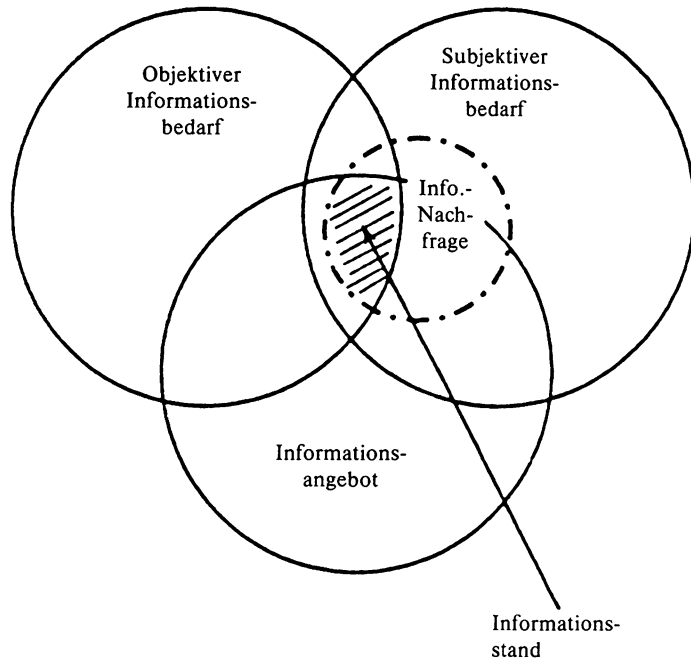 Objektiver
Informations-
bedarf
Subjektiver
Informations-
bedarf
Info.-
Nach-
frage
Informations-
angebot
Informations-
stand